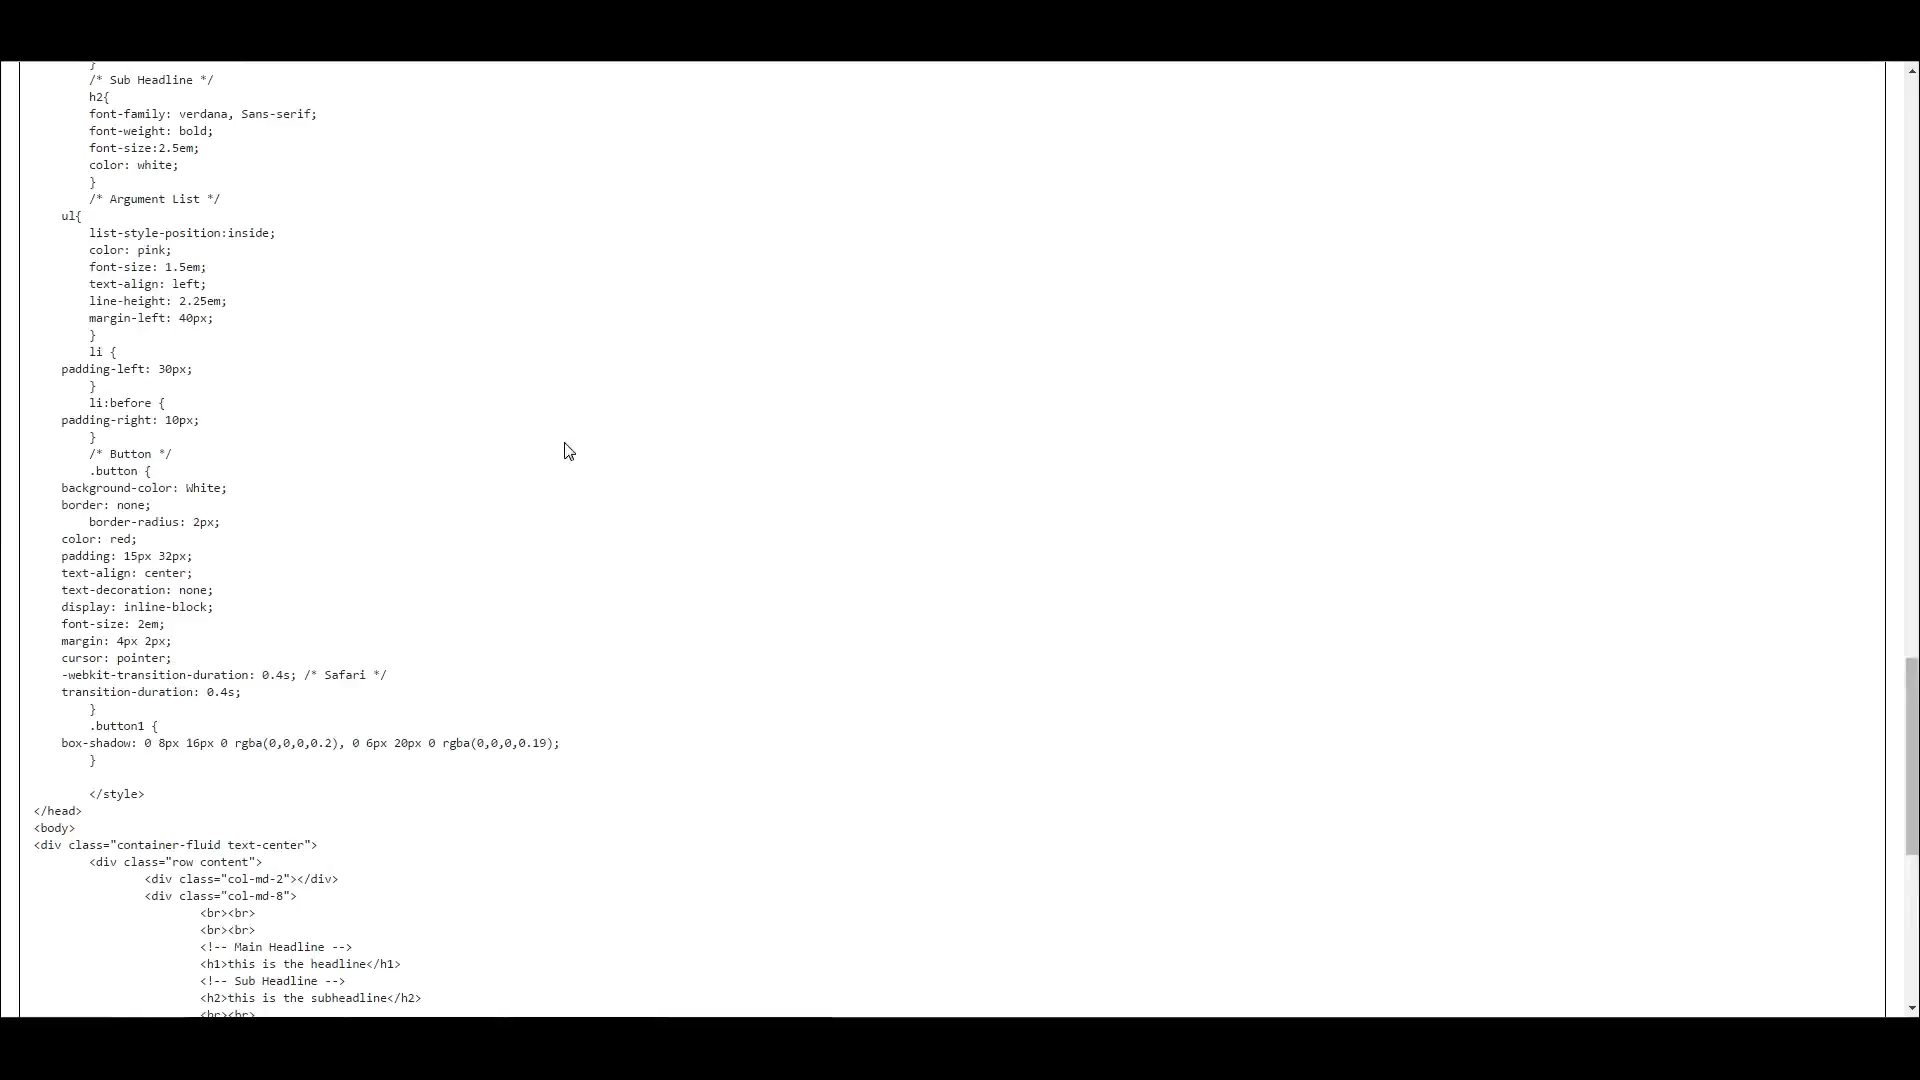 }
/* Sub Headline */
h2{
font-family: verdana, Sans-serif;
font-weight: bold;
font-size:2.5em;
color: white;
}
/* Argument List */
ul{
list-style-position:inside;
color: pink;
font-size: 1.5em;
text-align: left;
line-height: 2.25em;
margin-left: 40px;
}
li {
padding-left: 30px;
}
li:before {
padding-right: 10px;
}
/* Button */
.button {
background-color: White;
border: none;
border-radius: 2px;
color: red;
padding: 15px 32px;
text-align: center;
text-decoration: none;
display: inline-block;
font-size: 2em;
margin: 4px 2px;
cursor: pointer;
-webkit-transition-duration: 0.4s; /* Safari */
transition-duration: 0.4s;
}
.button1 {
box-shadow: 0 8px 16px 0 rgba(0,0,0,0.2), 0 6px 20px 0 rgba(0,0,0,0.19);
}
</style>
</head>
<body>
<div class="container-fluid text-center">
<div class="row content">
<div class="col-md-2"></div>
<div class="col-md-8">
<br><br>
<br><br>
<!-- Main Headline -->
<h1>this is the headline</h1>
<!-- Sub Headline -->
<h2>this is the subheadline</h2>
<br><br>